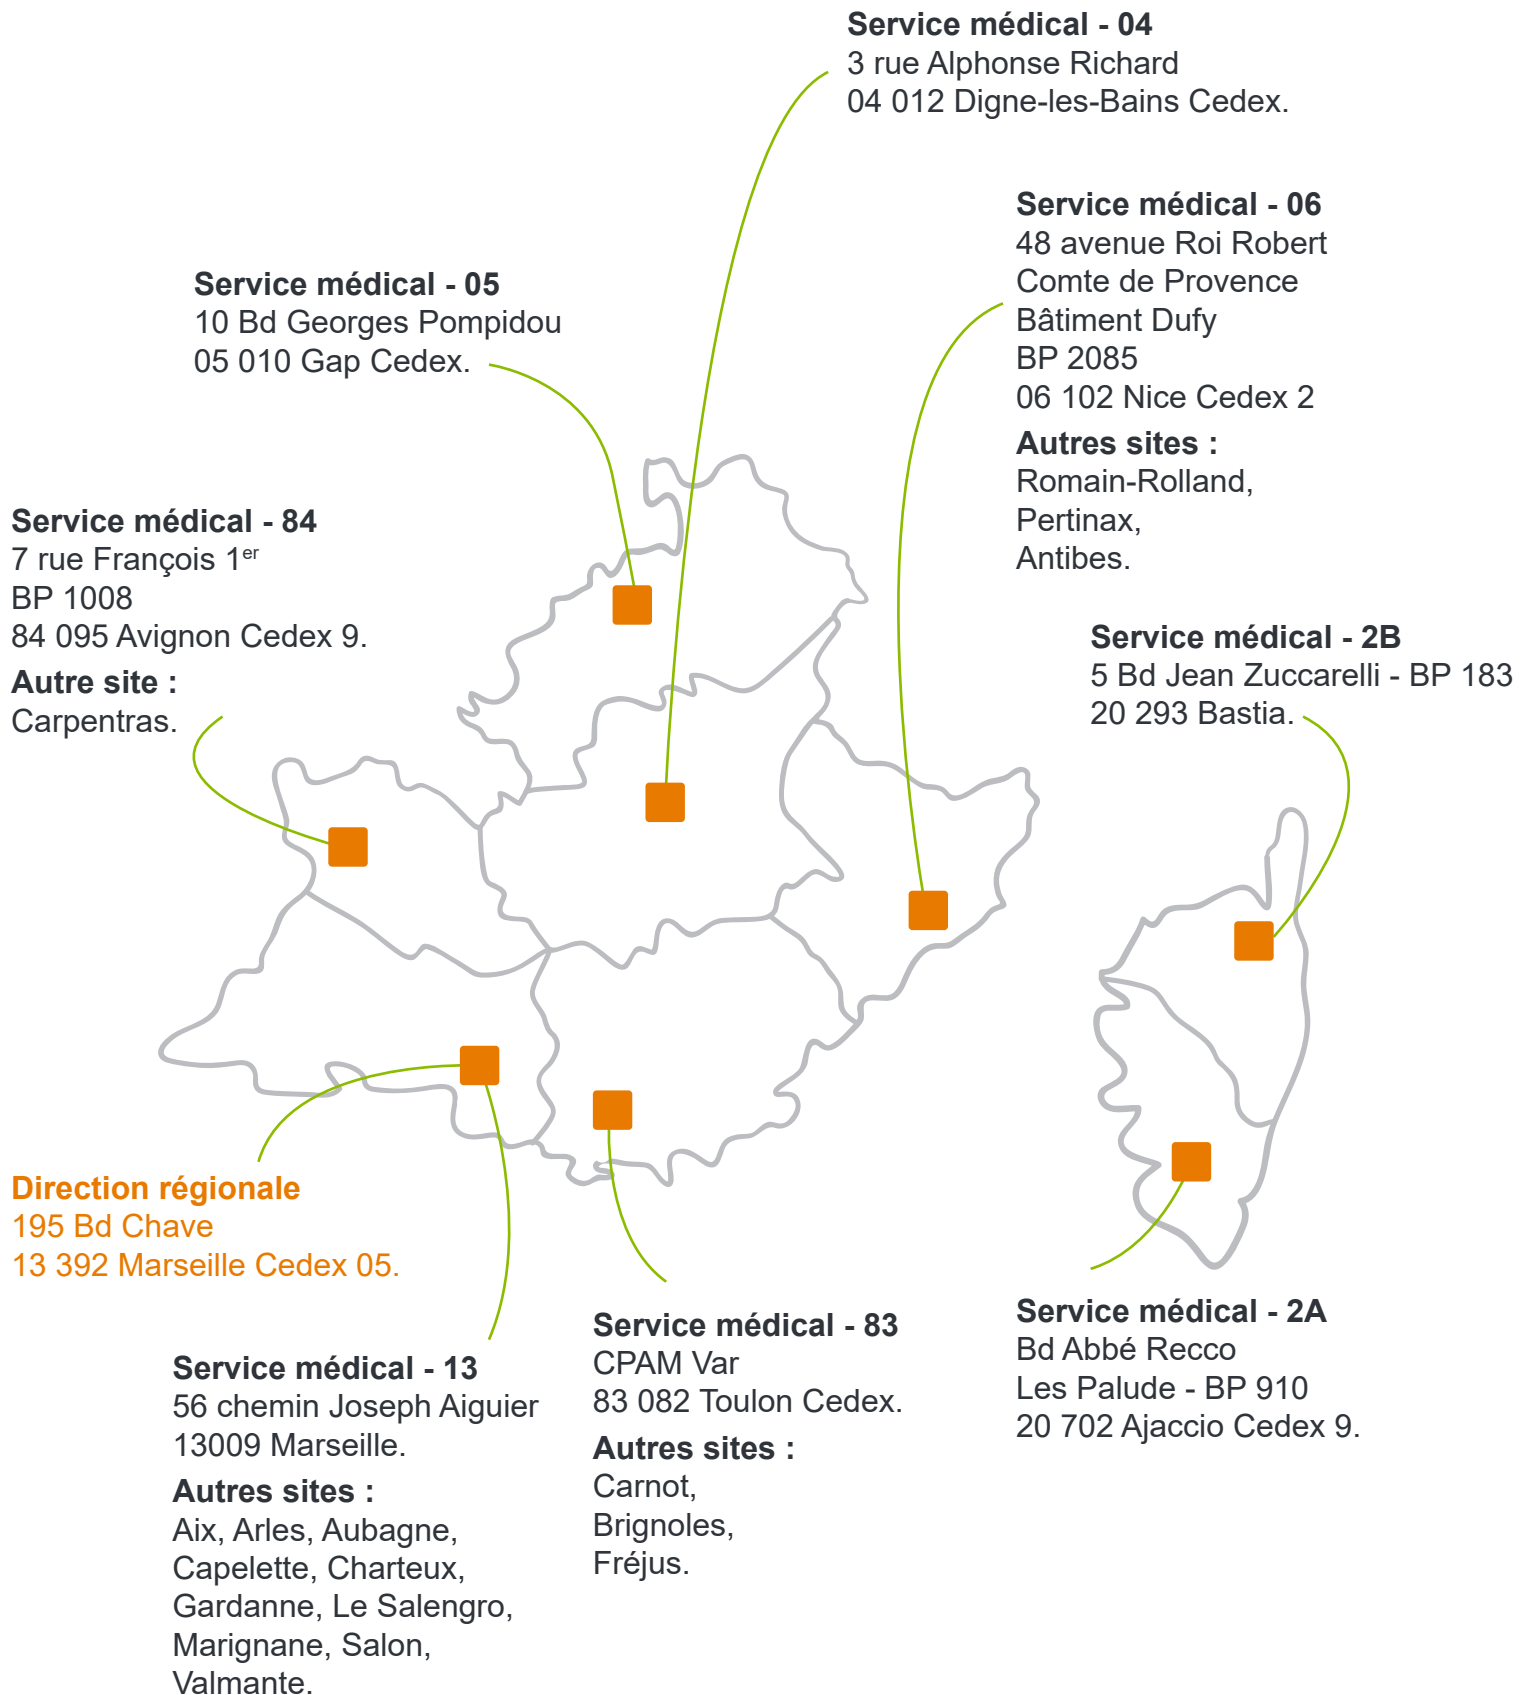 Service médical - 04
3 rue Alphonse Richard
04 012 Digne-les-Bains Cedex.
Service médical - 06
48 avenue Roi Robert
Comte de Provence
Bâtiment Dufy
BP 2085
06 102 Nice Cedex 2
Autres sites :
Romain-Rolland,
Pertinax,
Antibes.
Service médical - 05
10 Bd Georges Pompidou
05 010 Gap Cedex.
Service médical - 84
7 rue François 1er
BP 1008
84 095 Avignon Cedex 9.
Autre site :
Carpentras.
Service médical - 2B
5 Bd Jean Zuccarelli - BP 183
20 293 Bastia.
Direction régionale
195 Bd Chave
13 392 Marseille Cedex 05.
Service médical - 13
56 chemin Joseph Aiguier
13009 Marseille.
Autres sites :
Aix, Arles, Aubagne,
Capelette, Charteux,
Gardanne, Le Salengro,
Marignane, Salon,
Valmante.
Service médical - 83
CPAM Var
83 082 Toulon Cedex.
Autres sites :
Carnot,
Brignoles,
Fréjus.
Service médical - 2A
Bd Abbé Recco
Les Palude - BP 910
20 702 Ajaccio Cedex 9.